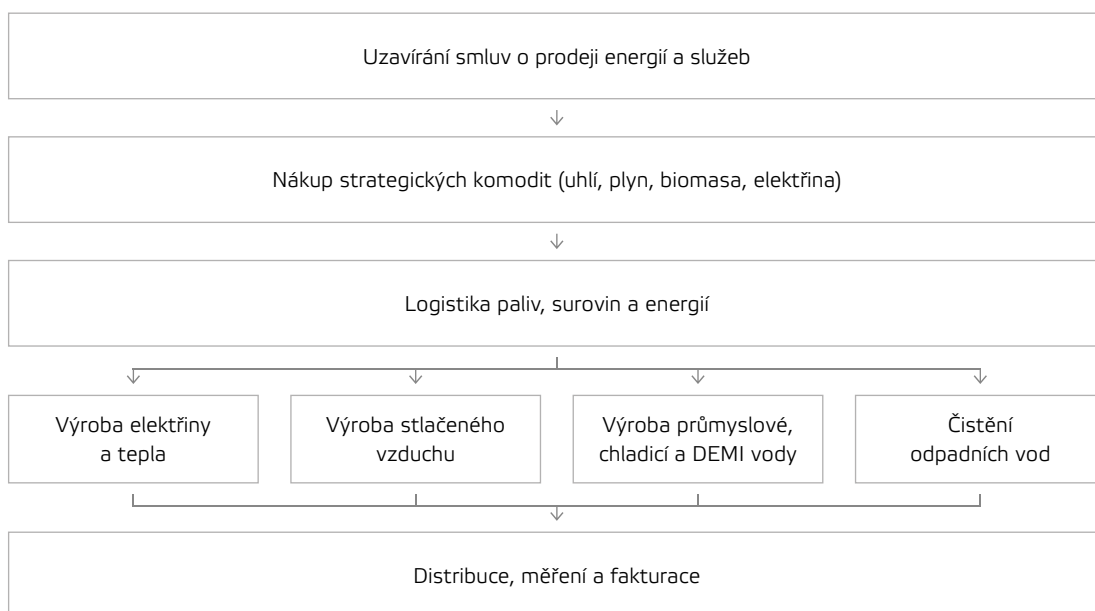 Uzavírání smluv o prodeji energií a služeb
Nákup strategických komodit (uhlí, plyn, biomasa, elektřina)
Logistika paliv, surovin a energií
Výroba elektřiny
a tepla
Výroba stlačeného
vzduchu
Výroba průmyslové,
chladicí a DEMI vody
Čistění
odpadních vod
Distribuce, měření a fakturace